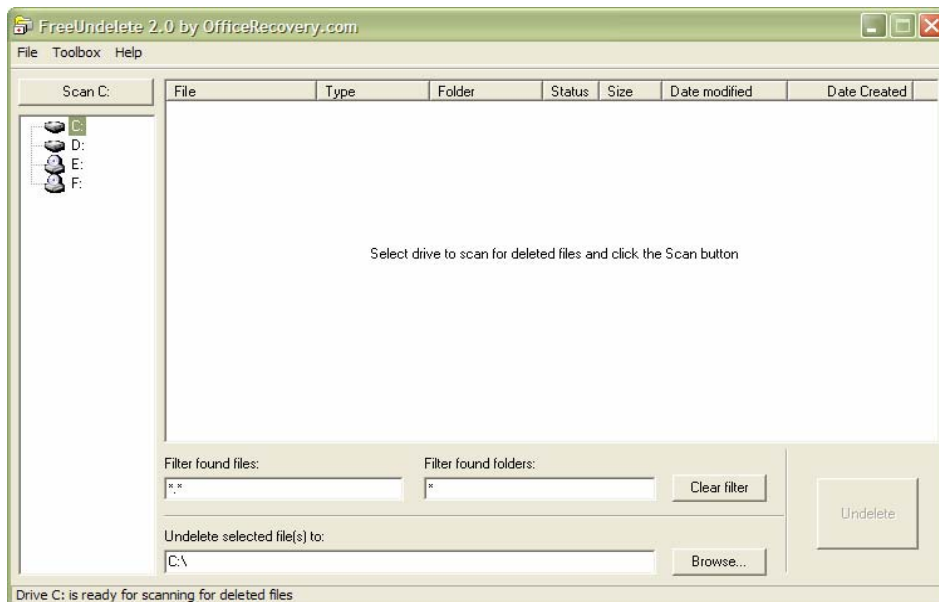 FreeUndelete 2.0 by OfficeRecovery.com
File Toolbox Help
Scan C:
File Type Folder Status Size Date modified Date Created
C:
D:
E:
F:
Select drive to scan for deleted files and click the Scan button
Filter found files: Filter found folders:
*.* * Clear filter
Undelete
Undelete selected file(s) to:
C:\ Browse...
Drive C: is ready for scanning for deleted files